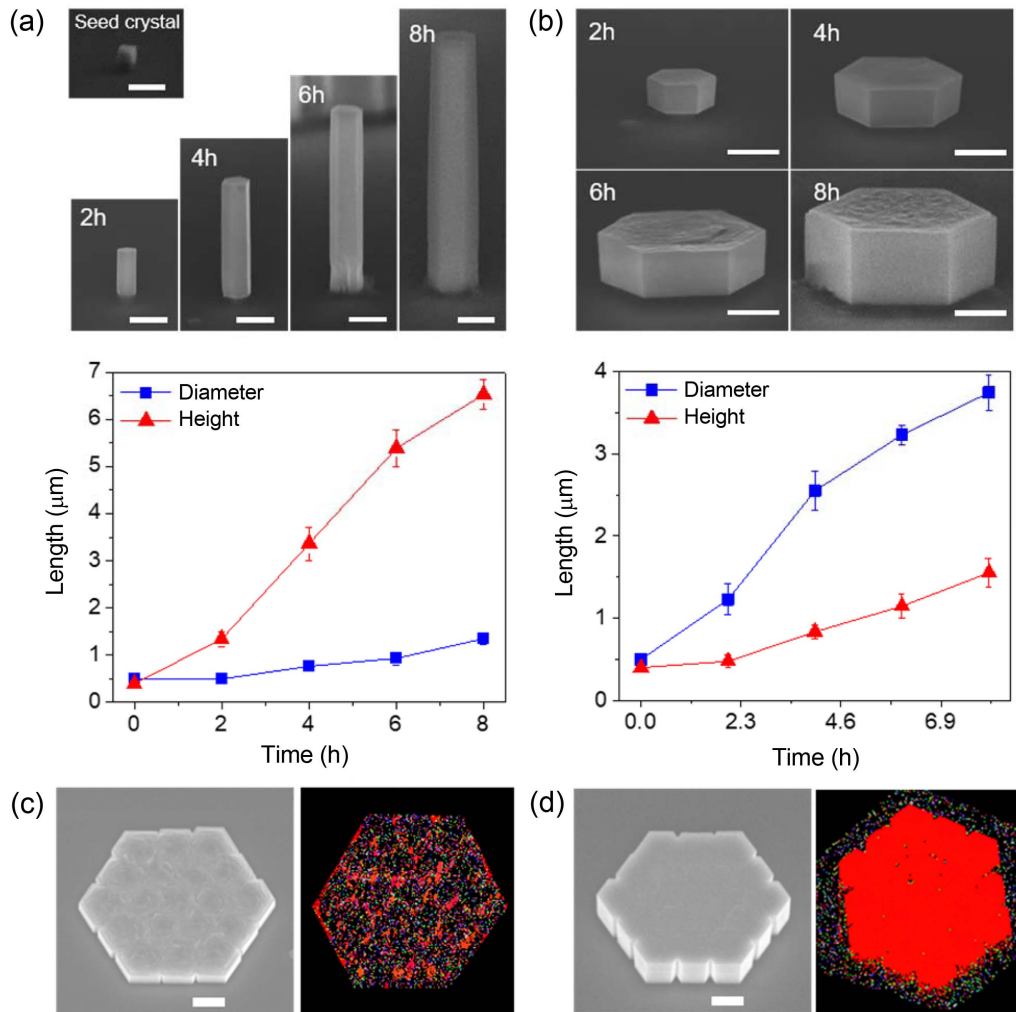 (a)
Seed crystal
2h
4h
6h
8h
(b)
2h
4h
6h
8h
7
6
5
4
3
2
1
0
Diameter
Height
Length (μm)
0
2
4
6
8
Time (h)
4
3
2
1
0
Diameter
Height
Length (μm)
0.0
2.3
4.6
6.9
Time (h)
(c)
(d)